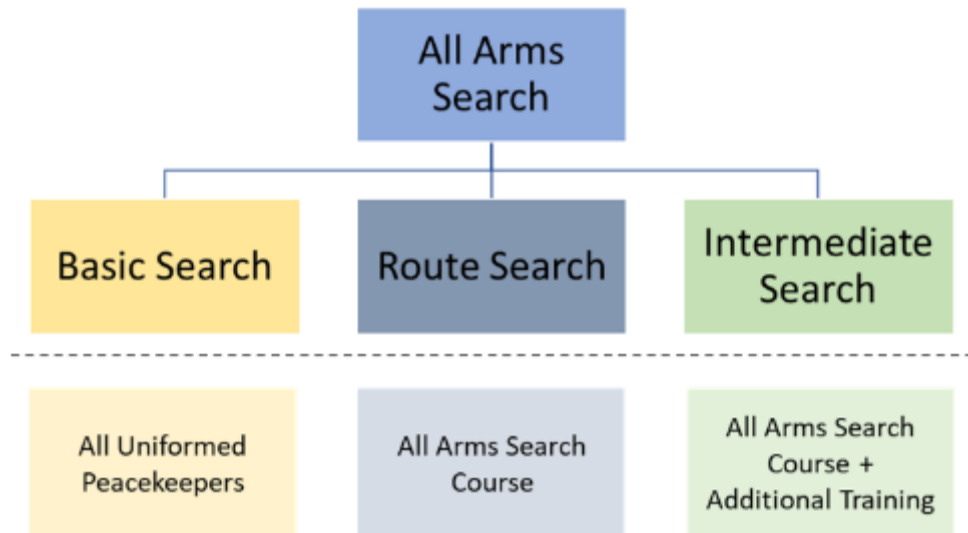 All Arms
Search
Basic Search
Route Search
Intermediate
Search
All Uniformed
Peacekeepers
All Arms Search
Course
All Arms Search
Course +
Additional Training